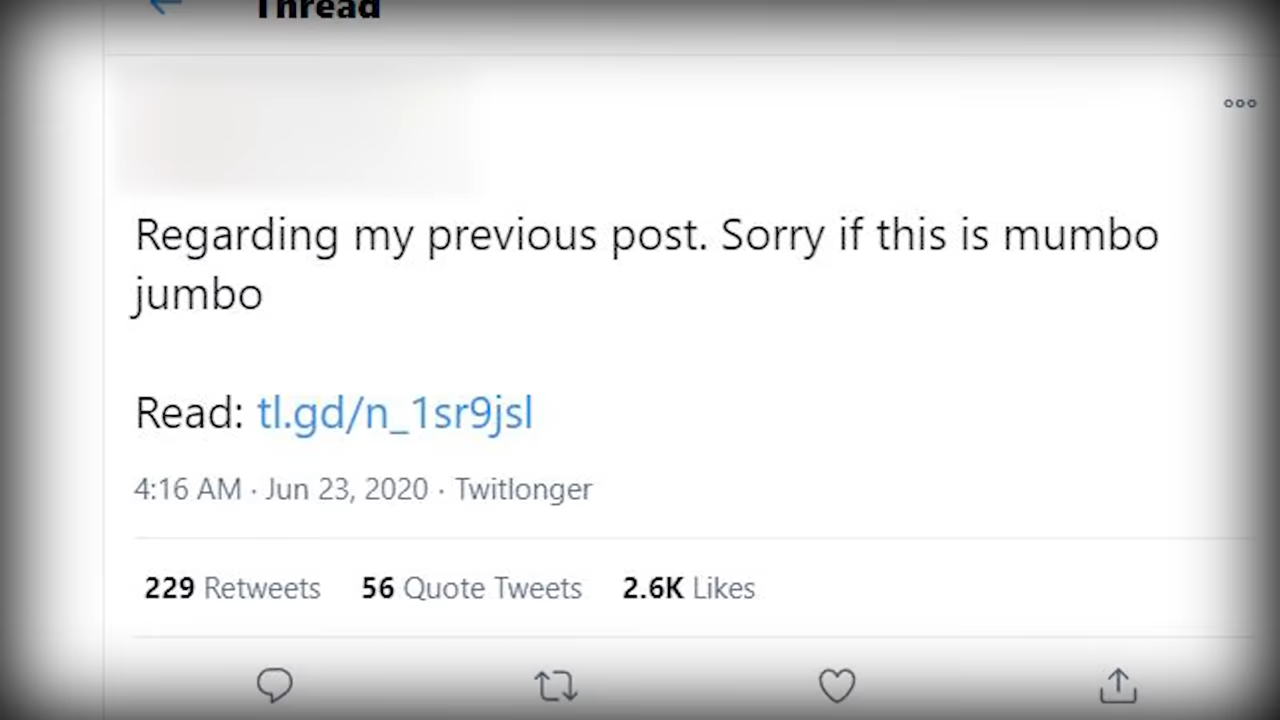 Thread
Regarding my previous post. Sorry if this is mumbo
jumbo
Read: tl.gd/n_1sr9jsl
4:16 AM · Jun 23, 2020 · Twitlonger
229 Retweets 56 Quote Tweets 2.6K Likes